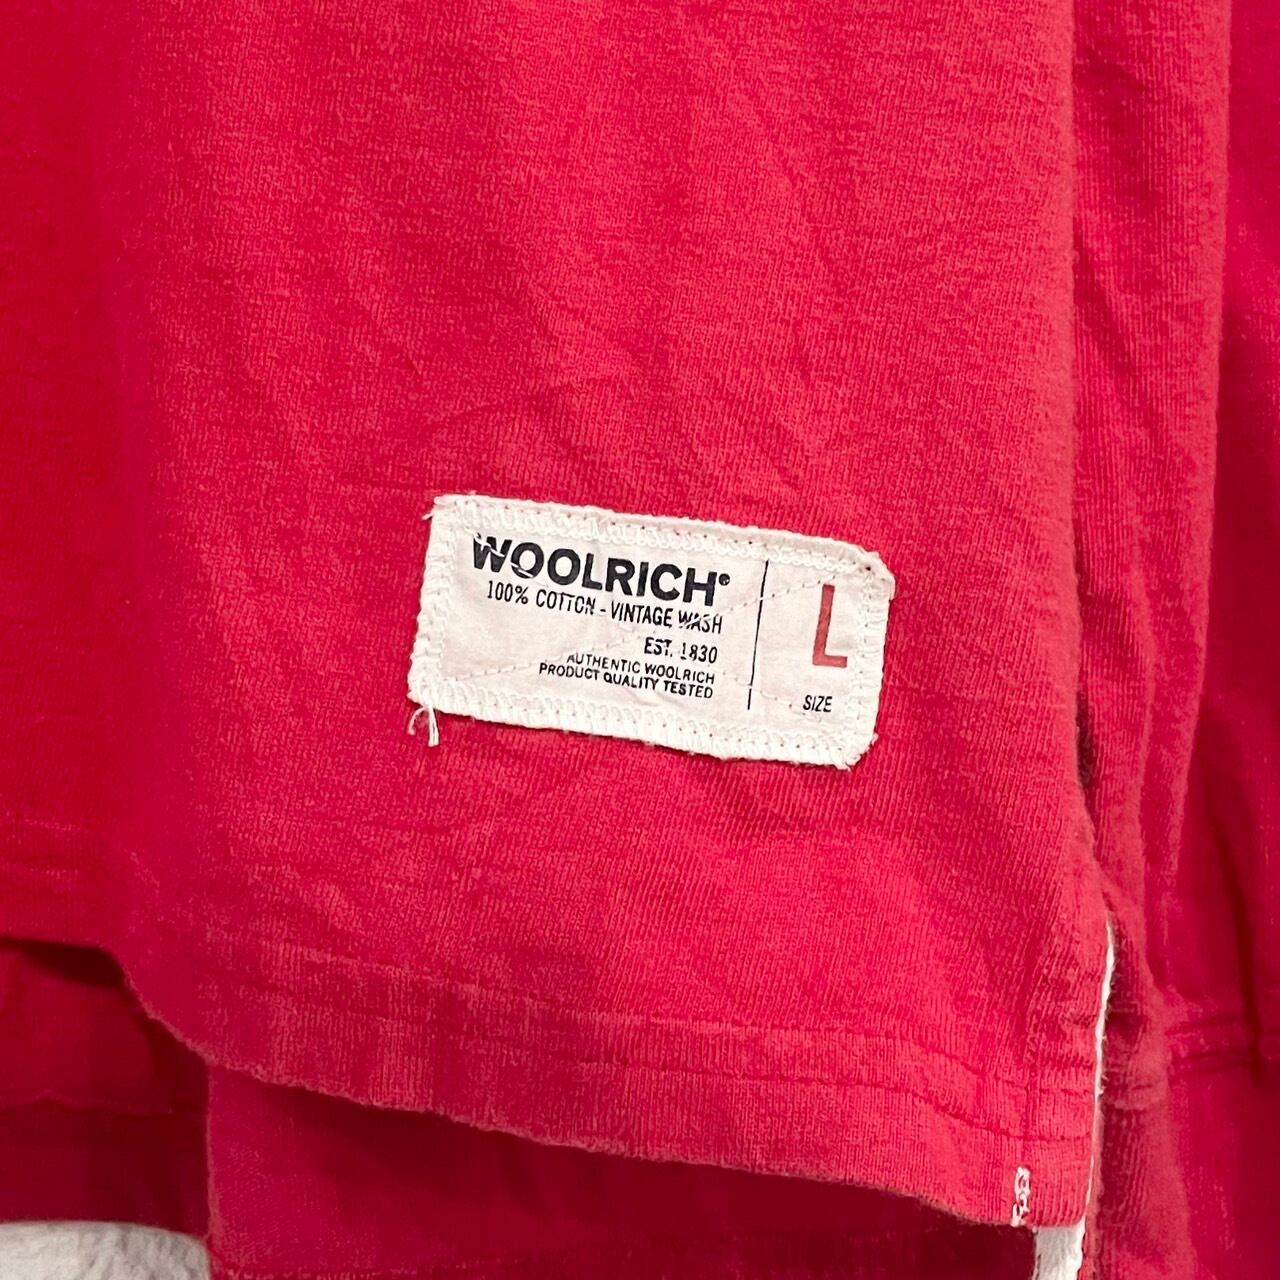 WOOLRICH®
100% COTTON - VINTAGE WASH
EST. 1830
AUTHENTIC WOOLRICH
PRODUCT QUALITY TESTED
L
SIZE